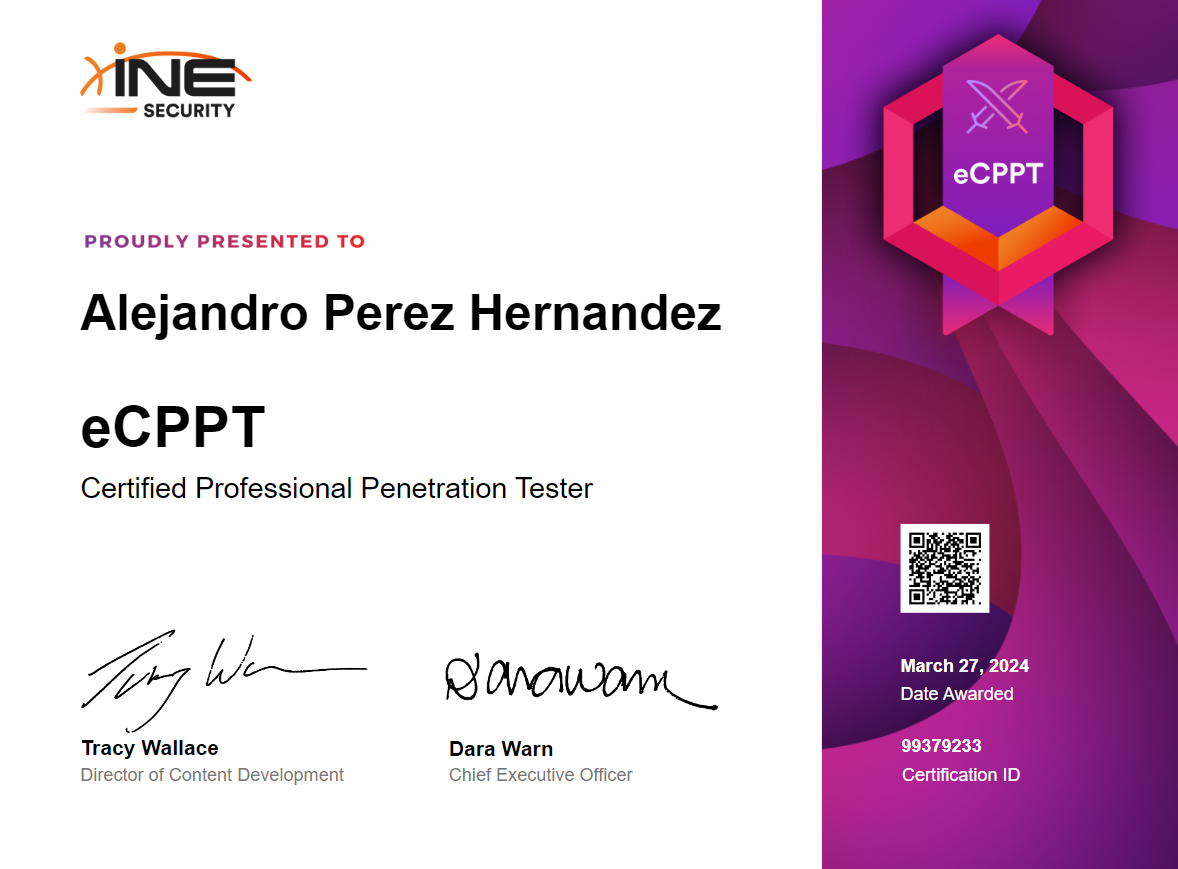 INE
SECURITY
PROUDLY PRESENTED TO
Alejandro Perez Hernandez
eCPPT
Certified Professional Penetration Tester
Tracy Wallace
Director of Content Development
Dara Warn
Chief Executive Officer
eCPPT
March 27, 2024
Date Awarded
99379233
Certification ID